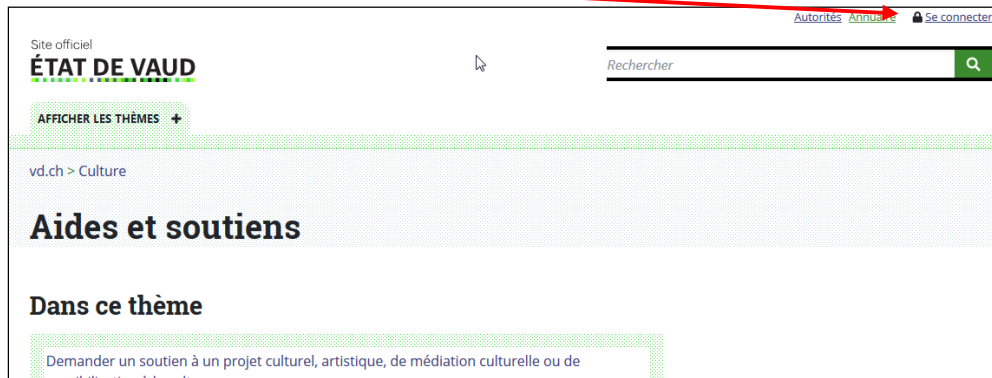 Autorités Annuaire Se connecter
Site officiel
ÉTAT DE VAUD
Rechercher
AFFICHER LES THÈMES +
vd.ch > Culture
Aides et soutiens
Dans ce thème
Demander un soutien à un projet culturel, artistique, de médiation culturelle ou de